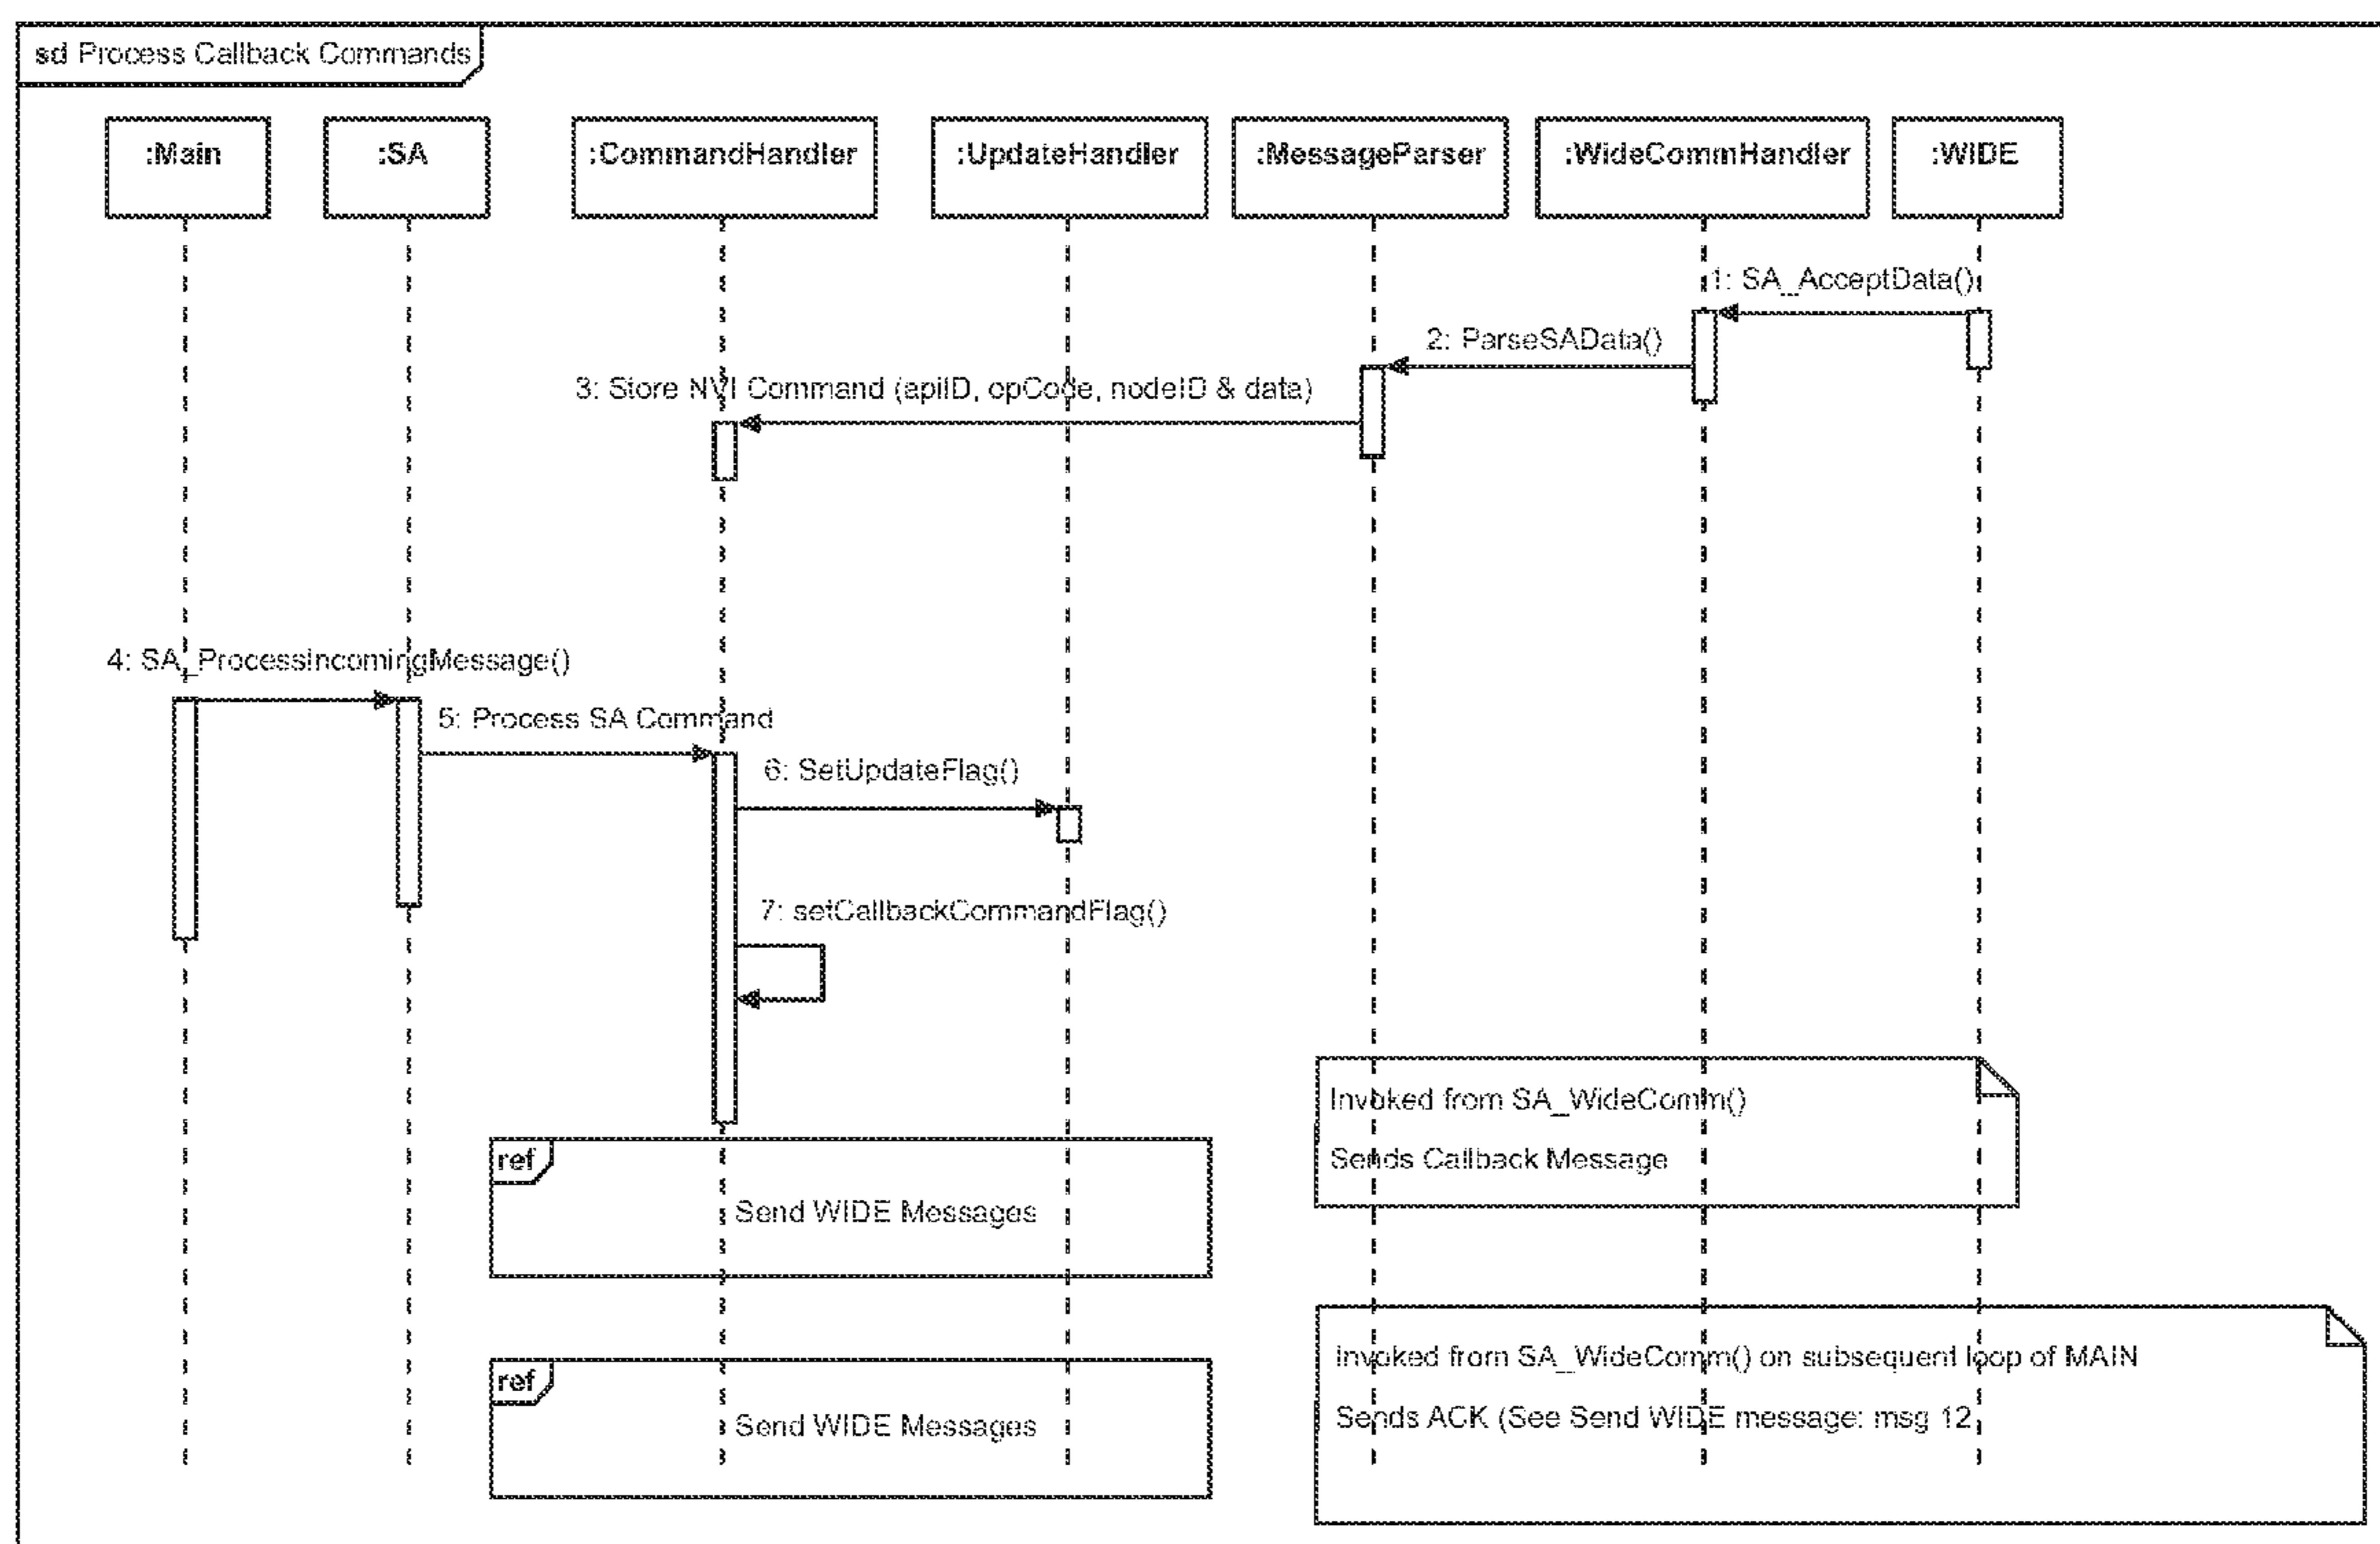 sd Process Callback Commands
:Main
:SA
:CommandHandler
:UpdateHandler
:MessageParser
:WideCommHandler
:WIDE
1: SA_AcceptData()
2: ParseSAData()
3: Store NVI Command (apiID, opCode, nodeID & data)
4: SA_ProcessIncomingMessage()
5: Process SA Command
6: SetUpdateFlag()
7: setCallbackCommandFlag()
Invoked from SA_WideComm()
Sends Callback Message
ref
Send WIDE Messages
Invoked from SA_WideComm() on subsequent loop of MAIN
Sends ACK (See Send WIDE message: msg 12
ref
Send WIDE Messages